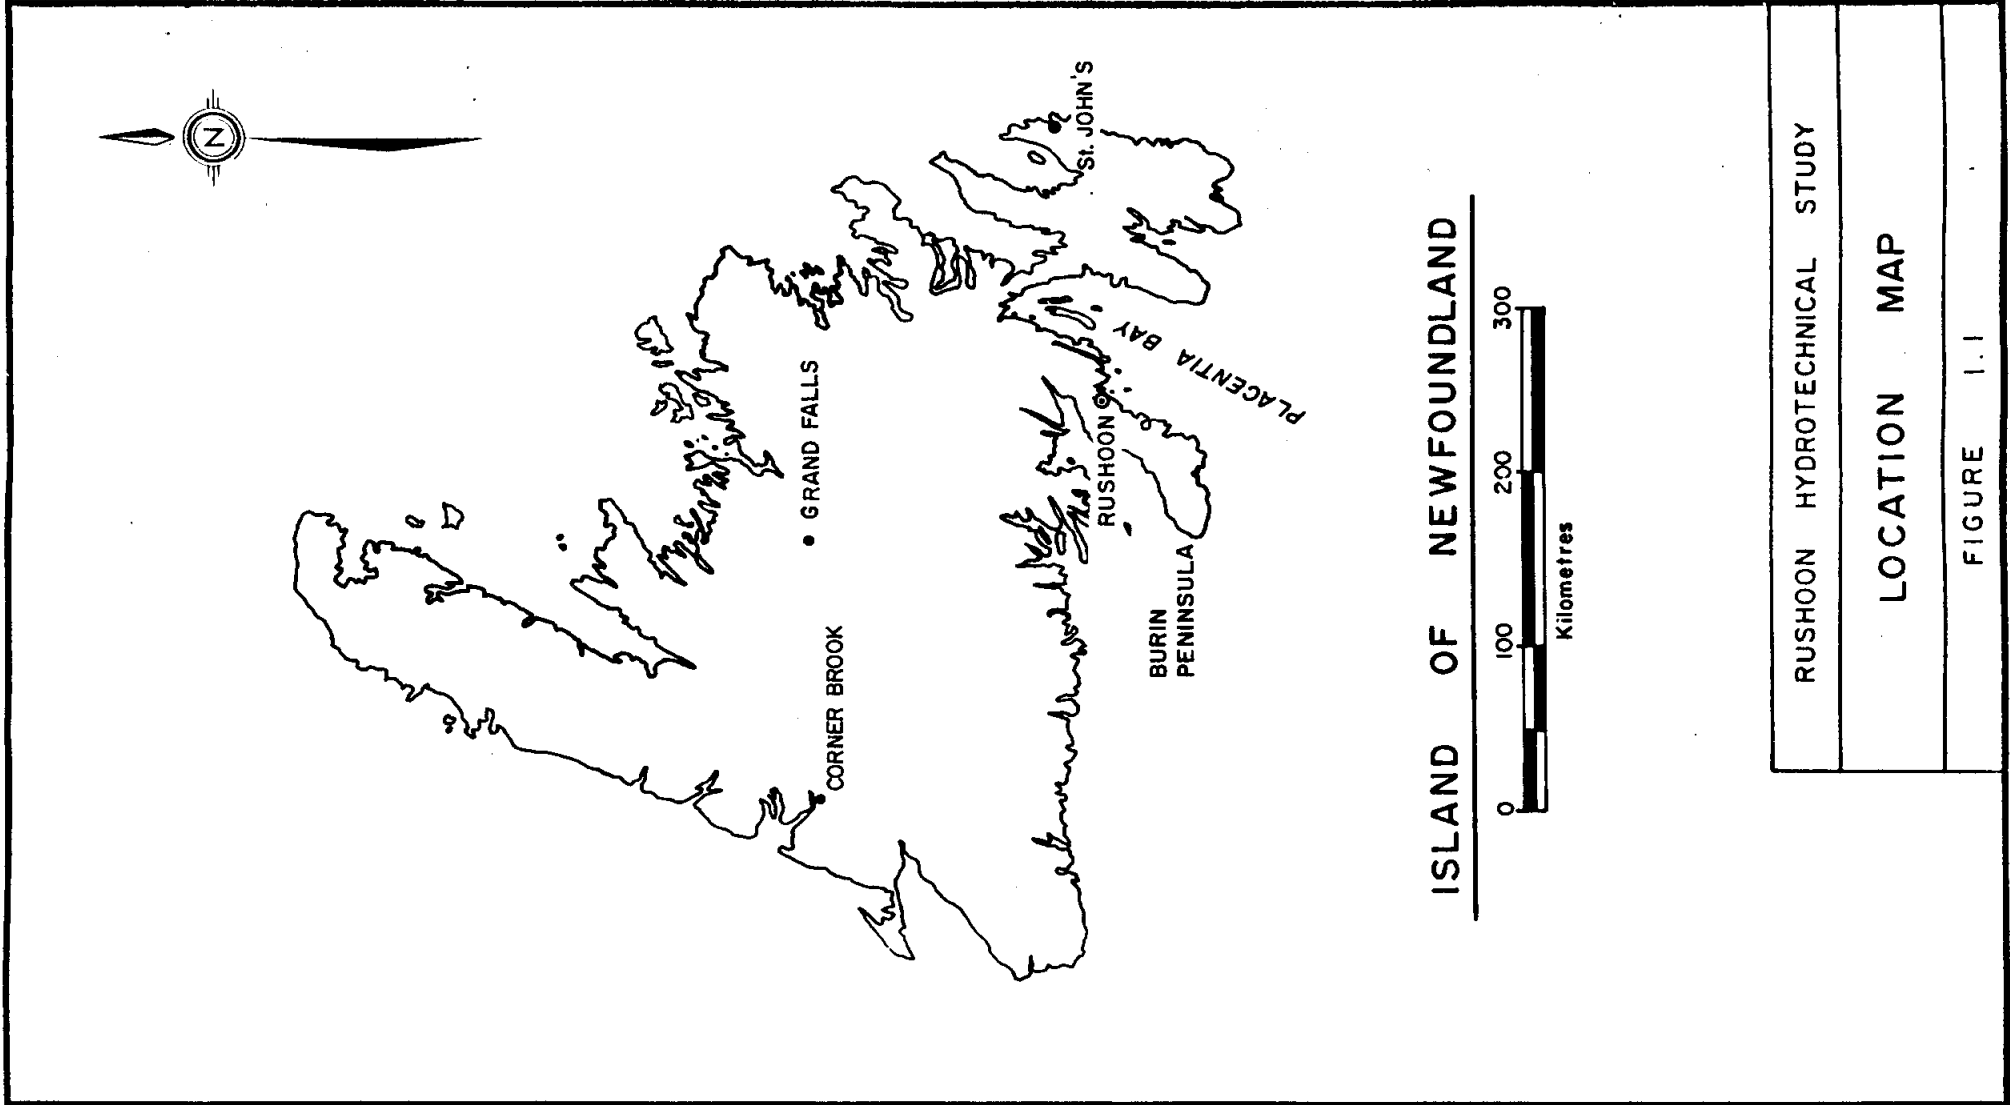 N
St. JOHN'S
GRAND FALLS
CORNER BROOK
PLACENTIA BAY
RUSHOON
BURIN
PENINSULA
ISLAND OF NEWFOUNDLAND
0 100 200 300
Kilometres
RUSHOON HYDROTECHNICAL STUDY
LOCATION MAP
FIGURE 1.1